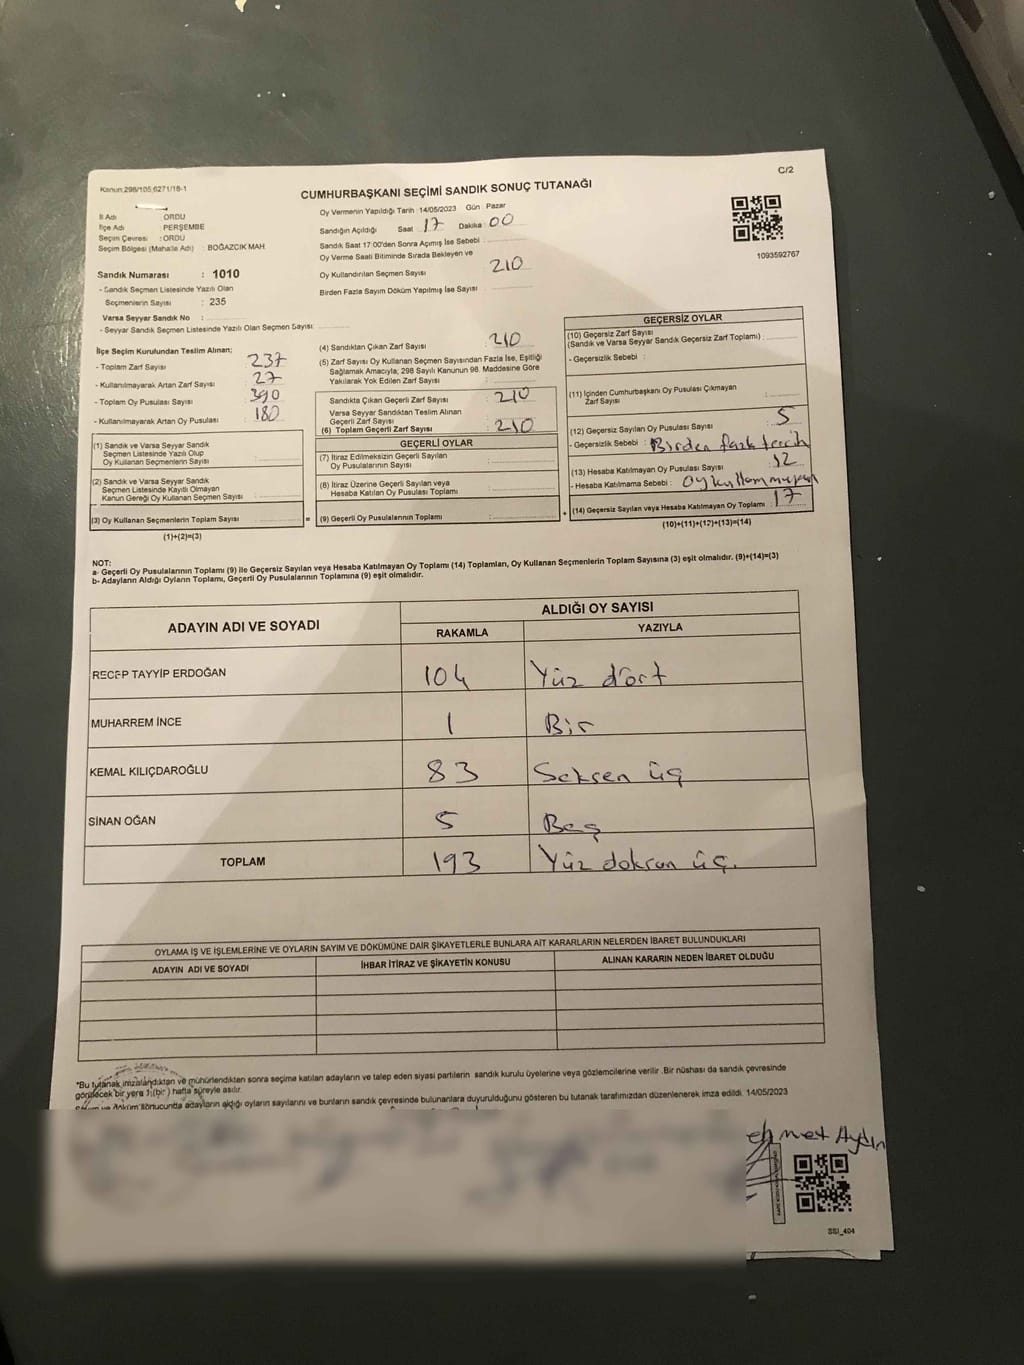 C/2
Kanun:298/105,6271/18-1
CUMHURBAŞKANI SEÇİMİ SANDIK SONUÇ TUTANAĞI
İl Adı : ORDU
İlçe Adı : PERŞEMBE
Seçim Çevresi : ORDU
Seçim Bölgesi (Mahalle Adı) : BOĞAZCIK MAH.
Sandık Numarası : 1010
- Sandık Seçmen Listesinde Yazılı Olan
Seçmenlerin Sayısı : 235
Varsa Seyyar Sandık No :
- Seyyar Sandık Seçmen Listesinde Yazılı Olan Seçmen Sayısı:
Oy Vermenin Yapıldığı Tarih : 14/05/2023 Gün : Pazar
Sandığın Açıldığı Saat : 17 Dakika : 00
Sandık Saat 17:00'den Sonra Açmış İse Sebebi :
Oy Verme Saati Bitiminde Sırada Bekleyen ve
Oy Kullandırılan Seçmen Sayısı : 210
Birden Fazla Sayım Döküm Yapılmış İse Sayısı :
1093592767
İlçe Seçim Kurulundan Teslim Alınan;
- Toplam Zarf Sayısı : 237
- Kullanılmayarak Artan Zarf Sayısı : 27
- Toplam Oy Pusulası Sayısı : 390
- Kullanılmayarak Artan Oy Pusulası : 180
(1) Sandık ve Varsa Seyyar Sandık
Seçmen Listesinde Yazılı Olup
Oy Kullanan Seçmenlerin Sayısı :
(2) Sandık ve Varsa Seyyar Sandık
Seçmen Listesinde Kayıtlı Olmayan
Kanun Gereği Oy Kullanan Seçmen Sayısı :
(3) Oy Kullanan Seçmenlerin Toplam Sayısı :
(1)+(2)=(3)
(4) Sandıktan Çıkan Zarf Sayısı : 210
(5) Zarf Sayısı Oy Kullanan Seçmen Sayısından Fazla İse, Eşitliği
Sağlamak Amacıyla; 298 Sayılı Kanunun 98. Maddesine Göre
Yakılarak Yok Edilen Zarf Sayısı :
Sandıkta Çıkan Geçerli Zarf Sayısı : 210
Varsa Seyyar Sandıktan Teslim Alınan
Geçerli Zarf Sayısı :
(6) Toplam Geçerli Zarf Sayısı : 210
GEÇERLİ OYLAR
(7) İtiraz Edilmeksizin Geçerli Sayılan
Oy Pusulalarının Sayısı :
(8) İtiraz Üzerine Geçerli Sayılan veya
Hesaba Katılan Oy Pusulası Toplamı :
= (9) Geçerli Oy Pusulalarının Toplamı :
GEÇERSİZ OYLAR
(10) Geçersiz Zarf Sayısı
(Sandık ve Varsa Seyyar Sandık Geçersiz Zarf Toplamı) :
- Geçersizlik Sebebi :
(11) İçinden Cumhurbaşkanı Oy Pusulası Çıkmayan
Zarf Sayısı :
(12) Geçersiz Sayılan Oy Pusulası Sayısı : 5
- Geçersizlik Sebebi : Birden fazla tercih
(13) Hesaba Katılmayan Oy Pusulası Sayısı : 12
- Hesaba Katılmama Sebebi : Oy kullanmayan
+ (14) Geçersiz Sayılan veya Hesaba Katılmayan Oy Toplamı : 17
(10)+(11)+(12)+(13)=(14)
NOT:
a- Geçerli Oy Pusulalarının Toplamı (9) ile Geçersiz Sayılan veya Hesaba Katılmayan Oy Toplamı (14) Toplamları, Oy Kullanan Seçmenlerin Toplam Sayısına (3) eşit olmalıdır. (9)+(14)=(3)
b- Adayların Aldığı Oyların Toplamı, Geçerli Oy Pusulalarının Toplamına (9) eşit olmalıdır.
ADAYIN ADI VE SOYADI
ALDIĞI OY SAYISI
RAKAMLA YAZIYLA
RECEP TAYYİP ERDOĞAN 104 Yüz dört
MUHARREM İNCE 1 Bir
KEMAL KILIÇDAROĞLU 83 Seksen üç
SİNAN OĞAN 5 Beş
TOPLAM 193 Yüz doksan üç.
OYLAMA İŞ VE İŞLEMLERİNE VE OYLARIN SAYIM VE DÖKÜMÜNE DAİR ŞİKAYETLERLE BUNLARA AİT KARARLARIN NELERDEN İBARET BULUNDUKLARI
ADAYIN ADI VE SOYADI İHBAR İTİRAZ VE ŞİKAYETİN KONUSU ALINAN KARARIN NEDEN İBARET OLDUĞU
*Bu tutanak imzalandıktan ve mühürlendikten sonra seçime katılan adayların ve talep eden siyasi partilerin sandık kurulu üyelerine veya gözlemcilerine verilir .Bir nüshası da sandık çevresinde
görülecek bir yere 1(bir) hafta süreyle asılır.
döküm sonucunda adayların aldığı oyların sayılarını ve bunların sandık çevresinde bulunanlara duyurulduğunu gösteren bu tutanak tarafımızdan düzenlenerek imza edildi. 14/05/2023
ehmet Aydın
SSI_404